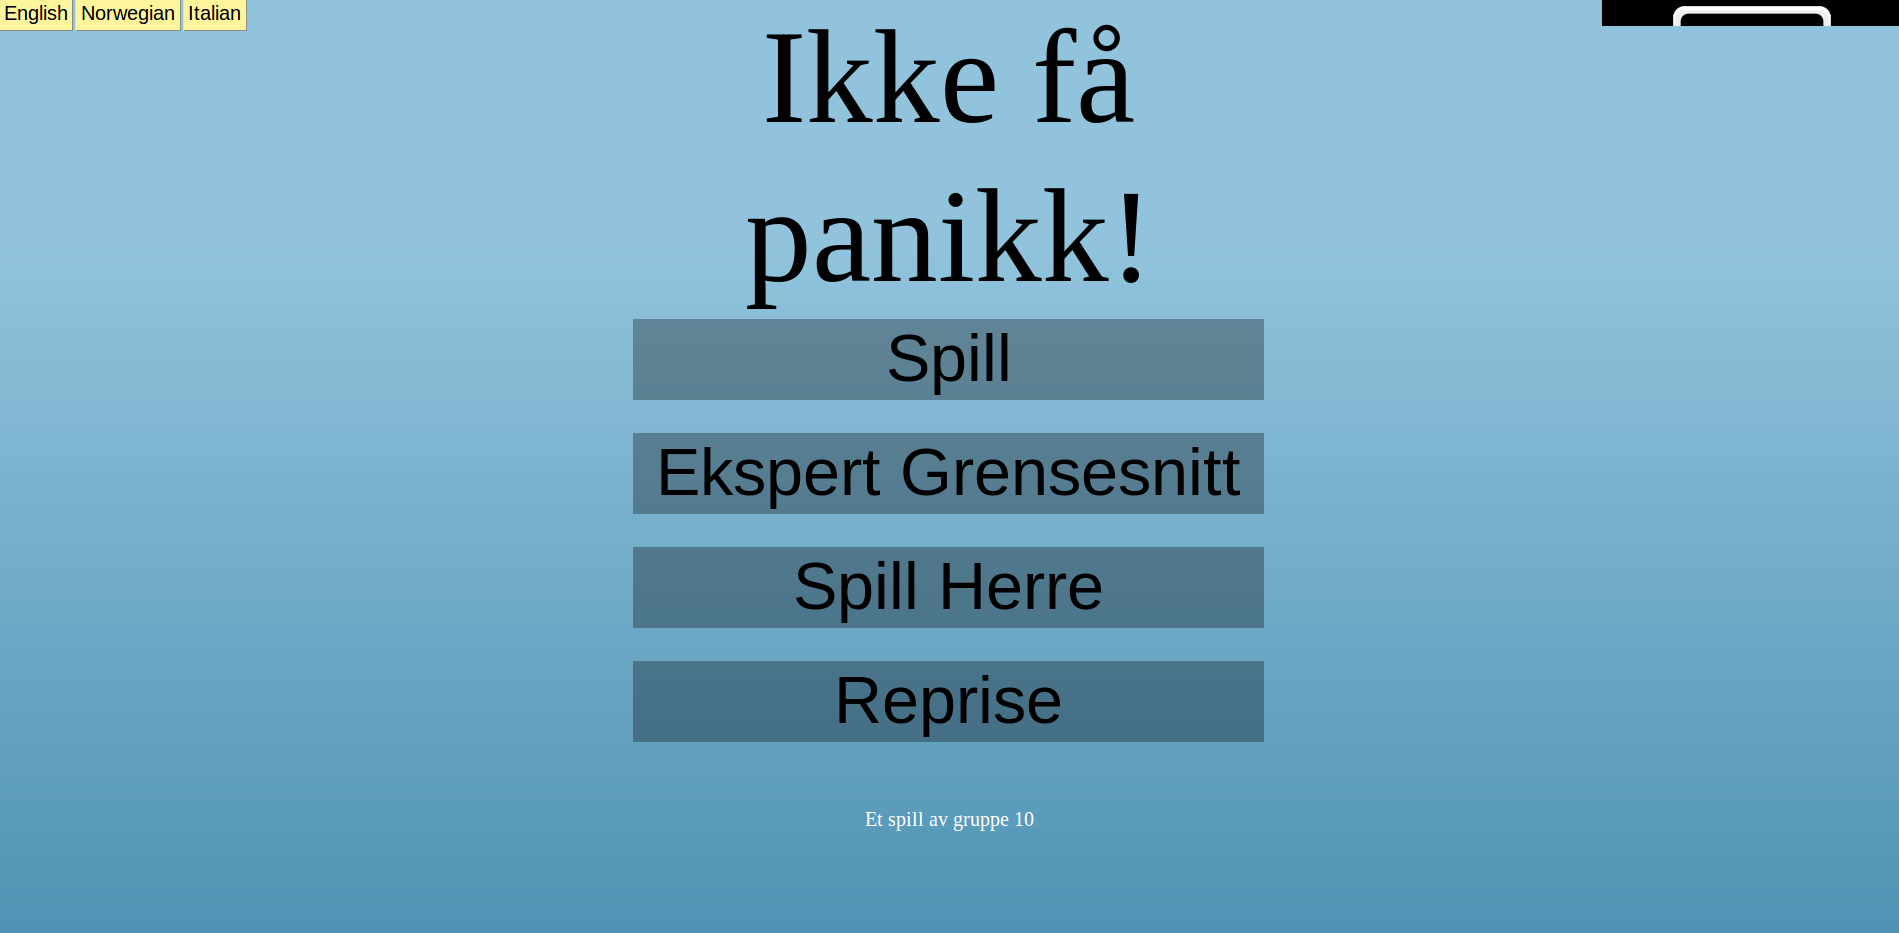 English Norwegian Italian
Ikke få
panikk!
Spill
Ekspert Grensesnitt
Spill Herre
Reprise
Et spill av gruppe 10